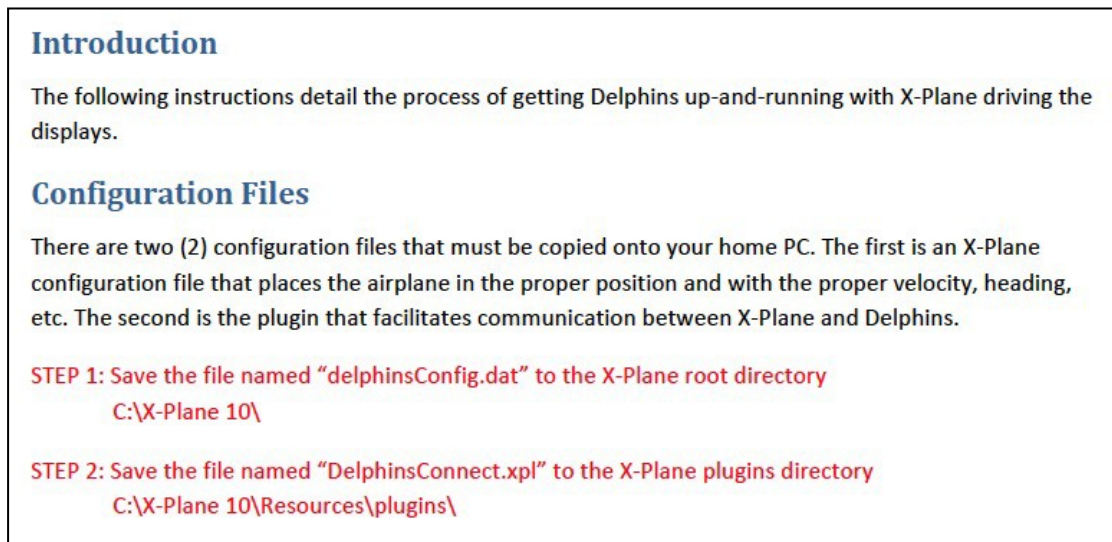 Introduction
The following instructions detail the process of getting Delphins up-and-running with X-Plane driving the
displays.
Configuration Files
There are two (2) configuration files that must be copied onto your home PC. The first is an X-Plane
configuration file that places the airplane in the proper position and with the proper velocity, heading,
etc. The second is the plugin that facilitates communication between X-Plane and Delphins.
STEP 1: Save the file named “delphinsConfig.dat” to the X-Plane root directory
C:\X-Plane 10\
STEP 2: Save the file named “DelphinsConnect.xpl” to the X-Plane plugins directory
C:\X-Plane 10\Resources\plugins\